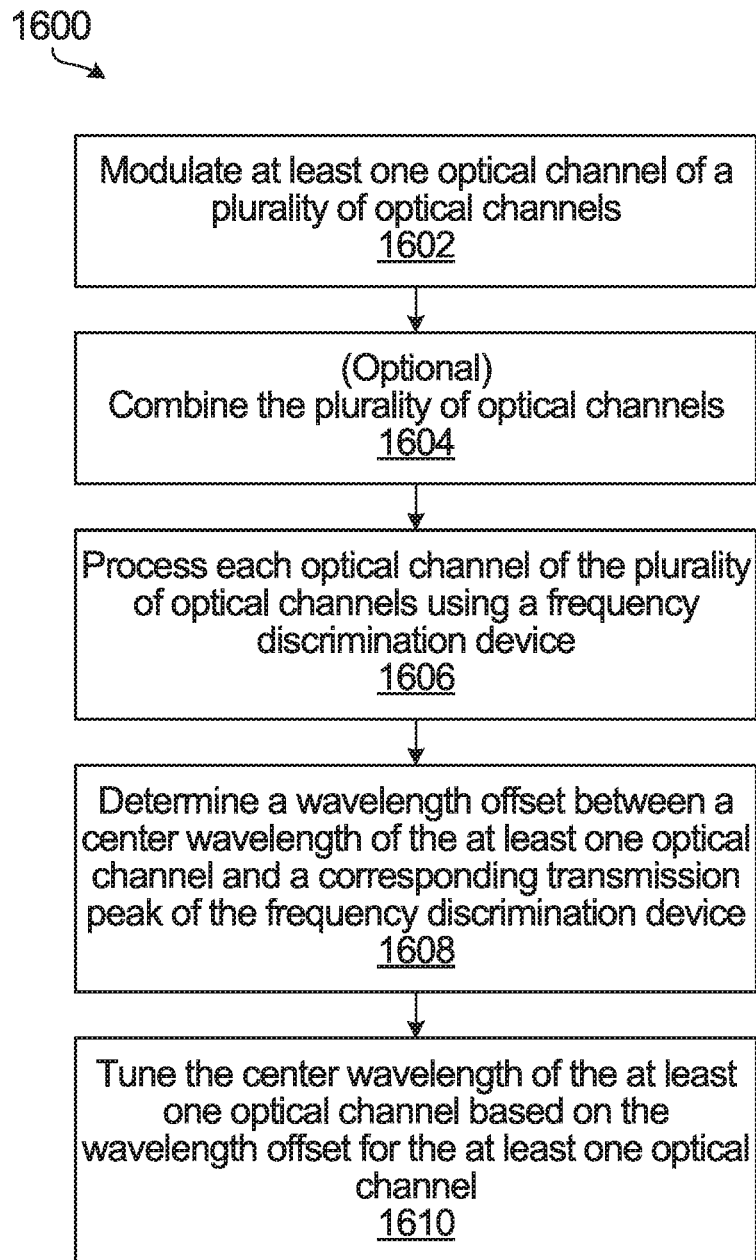 1600
Modulate at least one optical channel of a
plurality of optical channels
1602
(Optional)
Combine the plurality of optical channels
1604
Process each optical channel of the plurality
of optical channels using a frequency
discrimination device
1606
Determine a wavelength offset between a
center wavelength of the at least one optical
channel and a corresponding transmission
peak of the frequency discrimination device
1608
Tune the center wavelength of the at least
one optical channel based on the
wavelength offset for the at least one optical
channel
1610